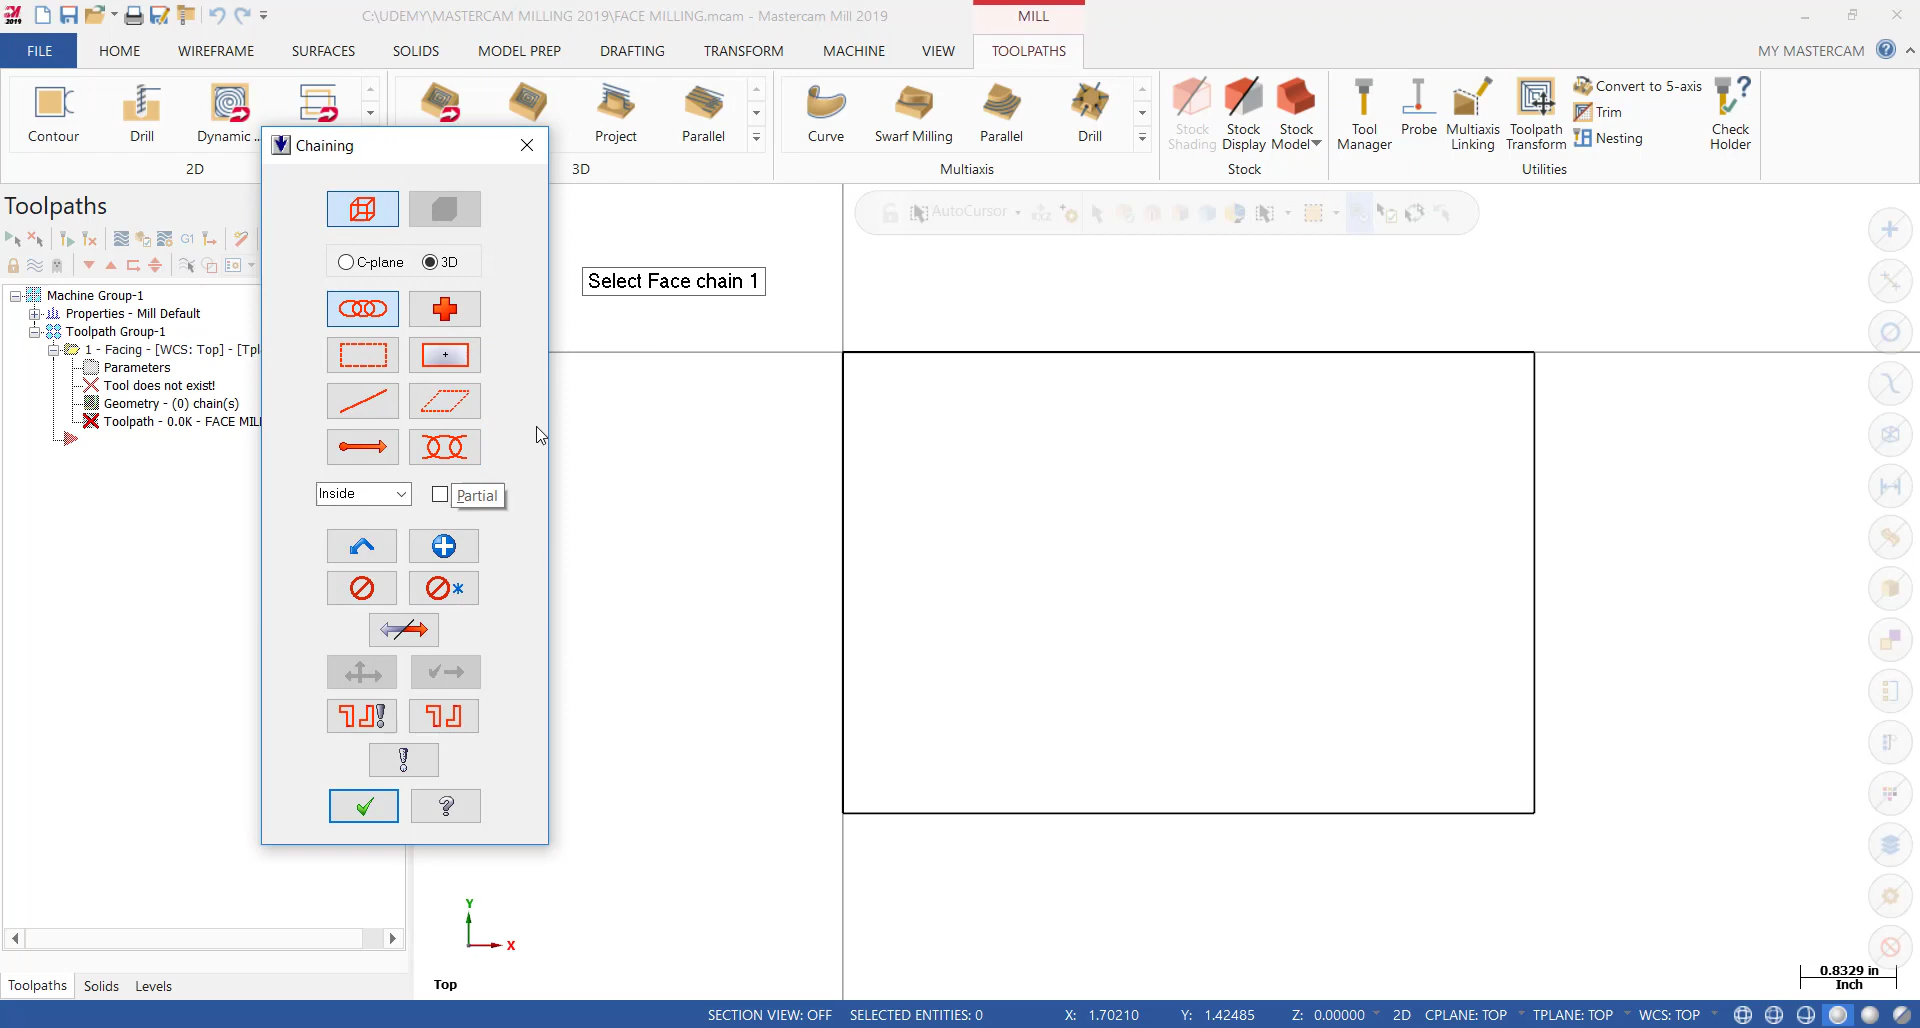 2019
C:\UDEMY\MASTERCAM MILLING 2019\FACE MILLING.mcam - Mastercam Mill 2019
MILL
FILE
HOME
WIREFRAME
SURFACES
SOLIDS
MODEL PREP
DRAFTING
TRANSFORM
MACHINE
VIEW
TOOLPATHS
MY MASTERCAM
Contour
Drill
Dynamic ..
2D
Project
Parallel
3D
Curve
Swarf Milling
Parallel
Drill
Multiaxis
Stock Shading
Stock Display
Stock Model
Stock
Tool Manager
Probe
Multiaxis Linking
Toolpath Transform
Convert to 5-axis
Trim
Nesting
Check Holder
Utilities
Toolpaths
G1
Machine Group-1
Properties - Mill Default
Toolpath Group-1
1 - Facing - [WCS: Top] - [Tpl
Parameters
Tool does not exist!
Geometry - (0) chain(s)
Toolpath - 0.0K - FACE MIL
Toolpaths
Solids
Levels
Chaining
C-plane
3D
Inside
Partial
AutoCursor
Select Face chain 1
Y
X
Top
0.8329 in
Inch
SECTION VIEW: OFF
SELECTED ENTITIES: 0
X: 1.70210
Y: 1.42485
Z: 0.00000
2D
CPLANE: TOP
TPLANE: TOP
WCS: TOP